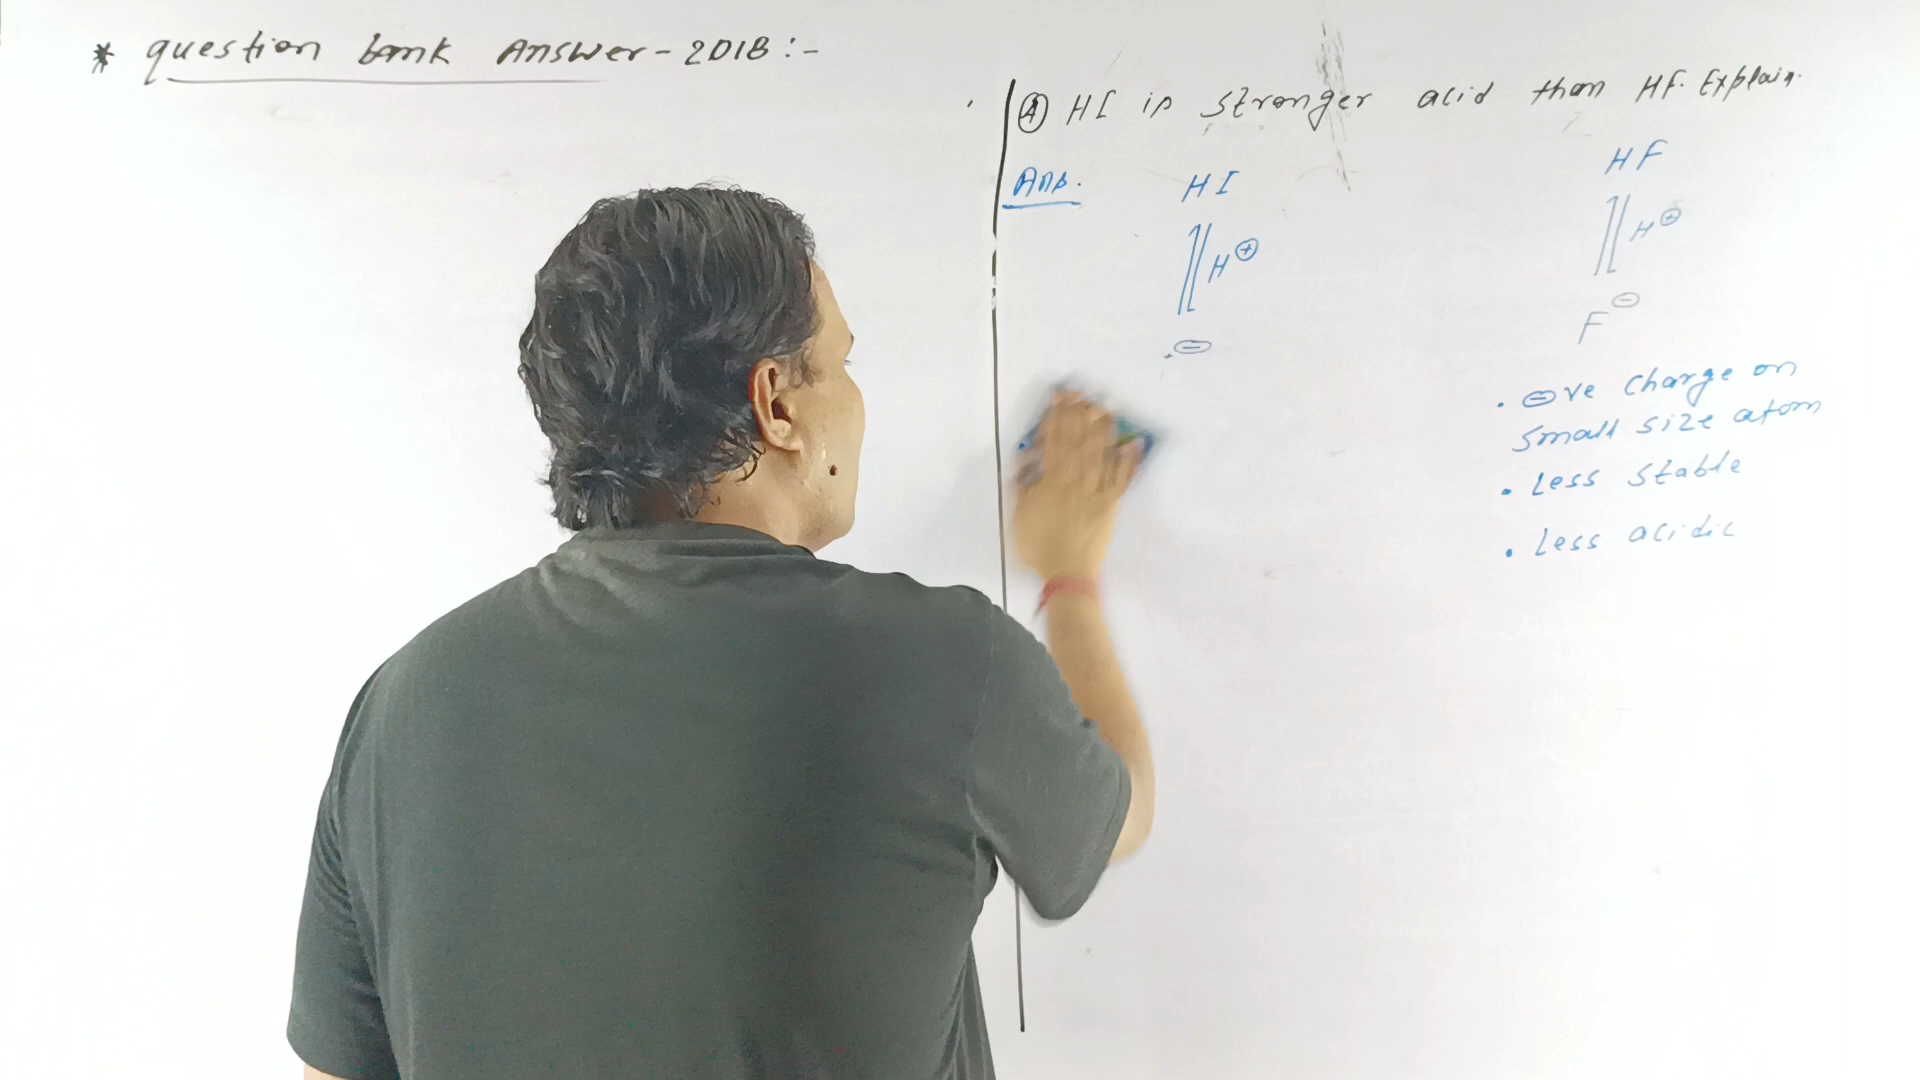 * question bank Answer - 2018 :-
④ HI is stronger acid than HF. Explain.
Ans.
HI
H⊕
⊖
HF
H⊕
F⊖
• ⊖ve charge on
small size atom
• Less stable
• Less acidic